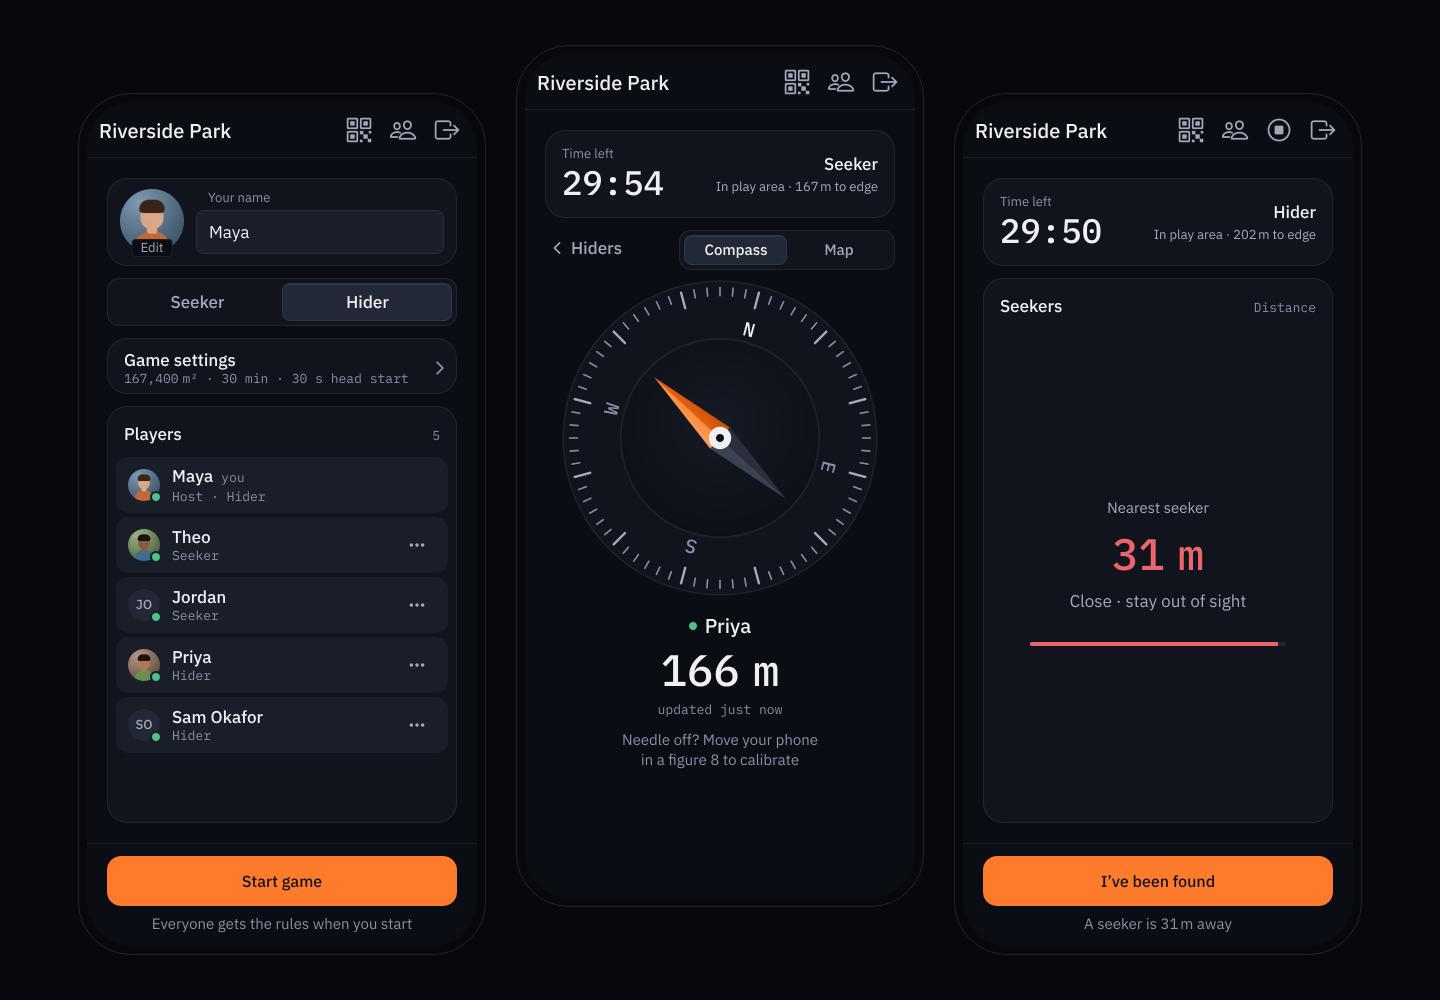 Riverside Park
Your name
Maya
Edit
Seeker
Hider
Game settings
167,400 m² · 30 min · 30 s head start
Players
5
Maya you
Host · Hider
Theo
Seeker
JO
Jordan
Seeker
Priya
Hider
SO
Sam Okafor
Hider
Start game
Everyone gets the rules when you start
Riverside Park
Time left
29:54
Seeker
In play area · 167 m to edge
Hiders
Compass
Map
N
W
E
S
Priya
166 m
updated just now
Needle off? Move your phone
in a figure 8 to calibrate
Riverside Park
Time left
29:50
Hider
In play area · 202 m to edge
Seekers
Distance
Nearest seeker
31 m
Close · stay out of sight
I’ve been found
A seeker is 31 m away